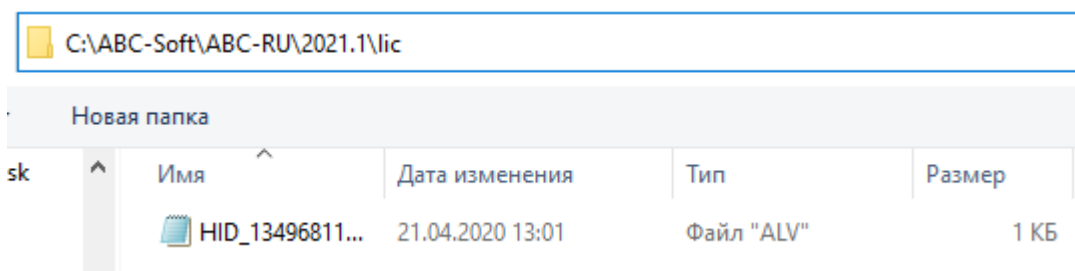 C:\ABC-Soft\ABC-RU\2021.1\lic
Новая папка
sk Имя Дата изменения Тип Размер
HID_13496811... 21.04.2020 13:01 Файл "ALV" 1 КБ